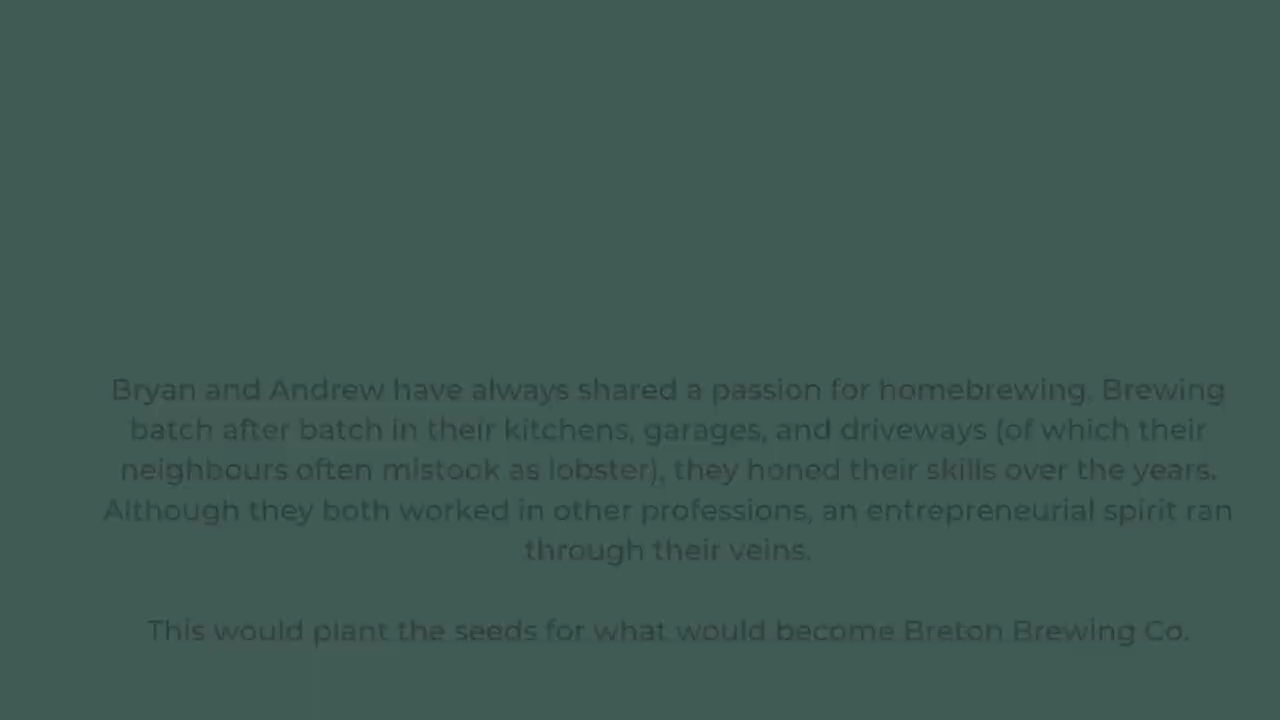 Bryan and Andrew have always shared a passion for homebrewing. Brewing
batch after batch in their kitchens, garages, and driveways (of which their
neighbours often mistook as lobster), they honed their skills over the years.
Although they both worked in other professions, an entrepreneurial spirit ran
through their veins.
This would plant the seeds for what would become Breton Brewing Co.